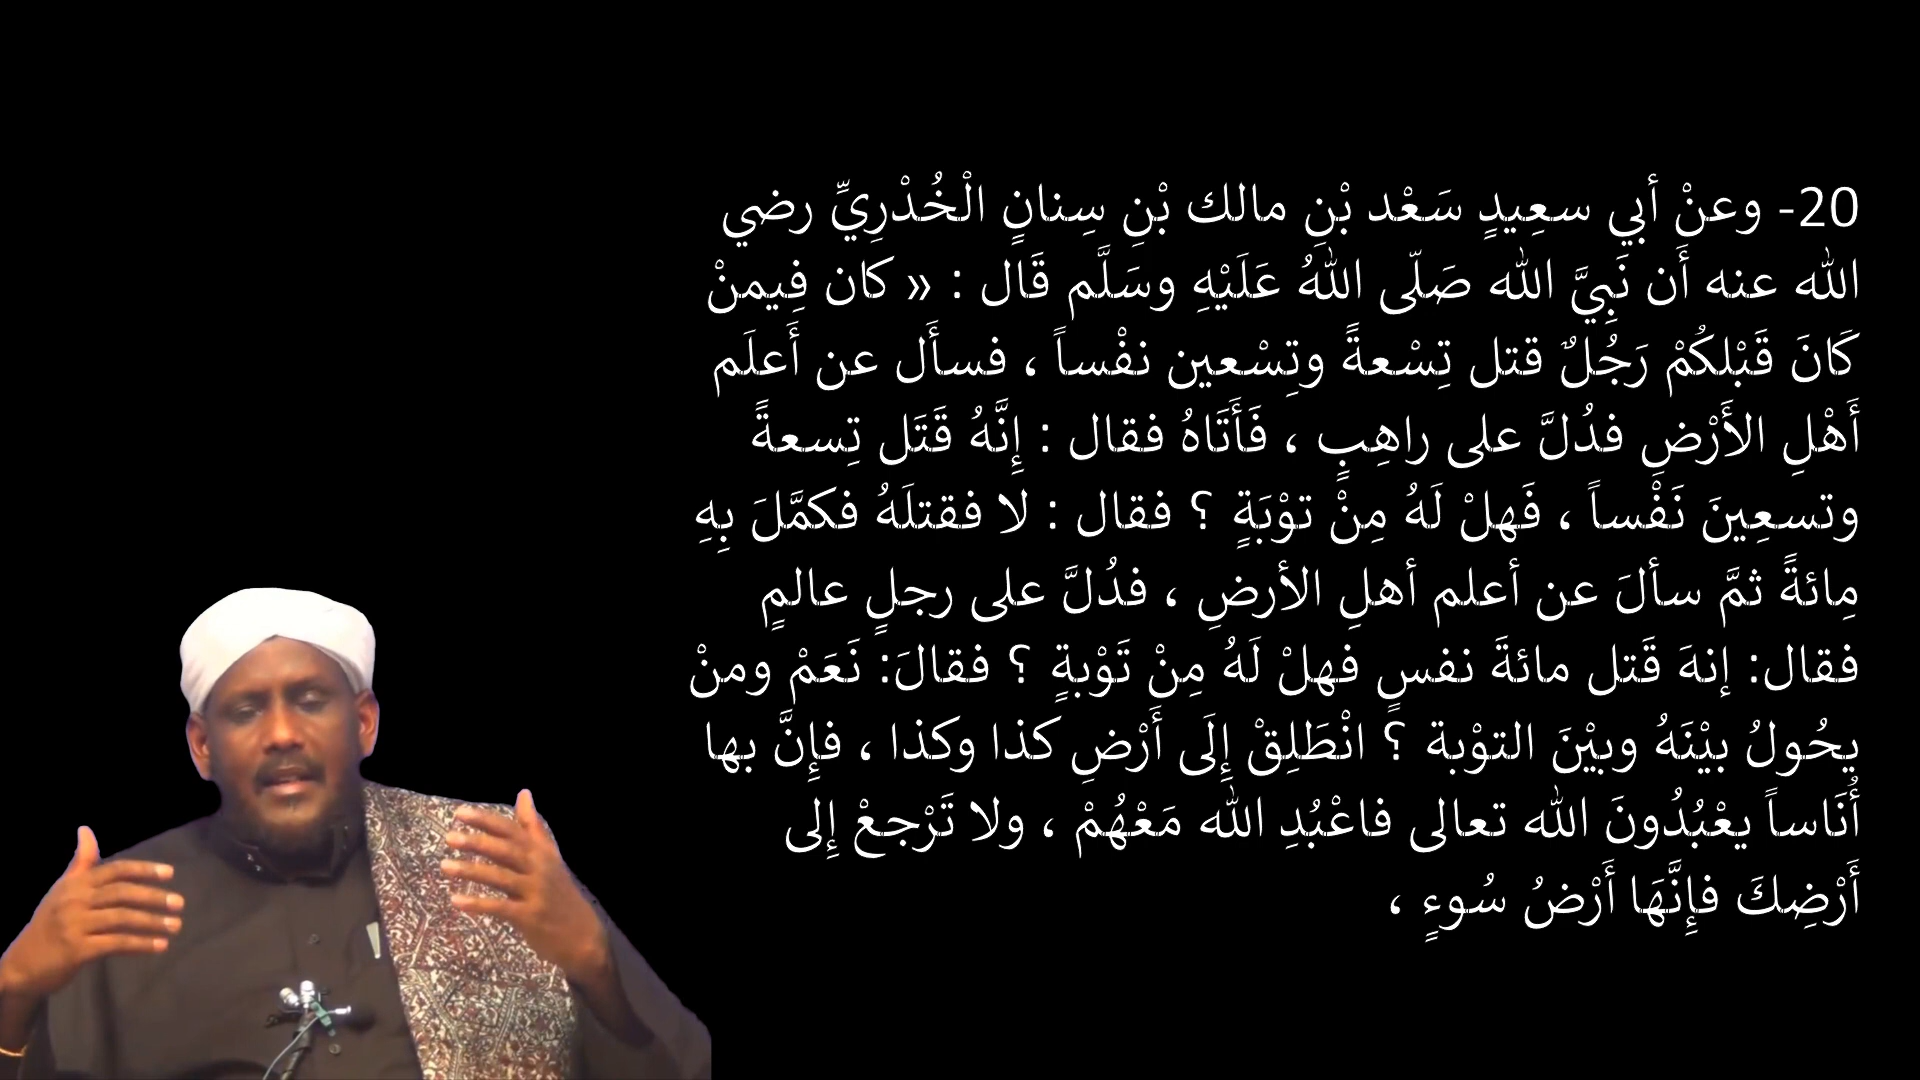 20- وعنْ أبي سعِيدٍ سَعْد بْنِ مالك بْنِ سِنانٍ الْخُدْرِيِّ رضي
الله عنه أَن نَبِيَّ الله صَلّى اللهُ عَلَيْهِ وسَلَّم قَال : » كان فِيمنْ
كَانَ قَبْلكُمْ رَجُلٌ قتل تِسْعةً وتِسْعين نفْساً ، فسأَل عن أَعلَم
أَهْلِ الأَرْضِ فدُلَّ على راهِبٍ ، فَأَتَاهُ فقال : إِنَّهُ قَتَل تِسعةً
وتسعِينَ نَفْساً ، فَهلْ لَهُ مِنْ توْبَةٍ ؟ فقال : لا فقتلَهُ فكمَّلَ بِهِ
مِائةً ثمَّ سألَ عن أعلم أهلِ الأرضِ ، فدُلَّ على رجلٍ عالمٍ
فقال: إنهَ قَتل مائةَ نفسٍ فهلْ لَهُ مِنْ تَوْبةٍ ؟ فقالَ: نَعَمْ ومنْ
يحُولُ بيْنَهُ وبيْنَ التوْبة ؟ انْطَلِقْ إِلَى أَرْضِ كذا وكذا ، فإِنَّ بها
أُنَاساً يعْبُدُونَ الله تعالى فاعْبُدِ الله مَعْهُمْ ، ولا تَرْجعْ إِلى
أَرْضِكَ فإِنَّهَا أَرْضُ سُوءٍ ،